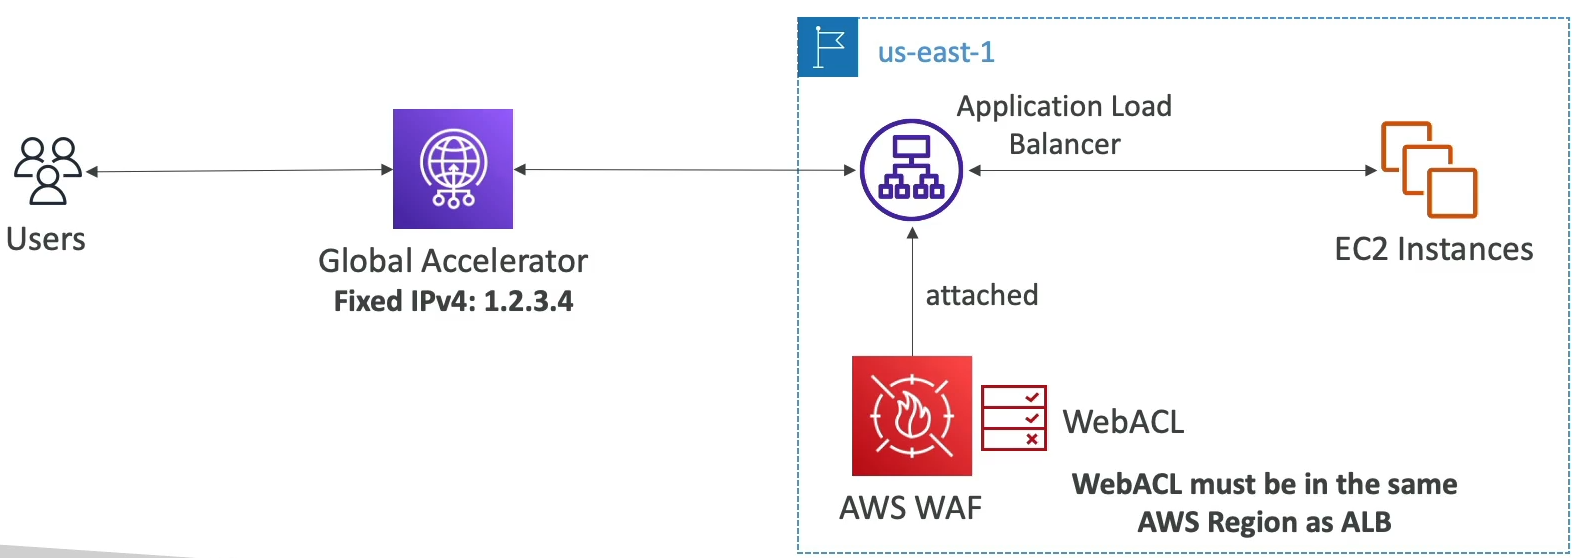 us-east-1
Application Load
Balancer
Users
Global Accelerator
Fixed IPv4: 1.2.3.4
EC2 Instances
attached
WebACL
AWS WAF
WebACL must be in the same
AWS Region as ALB